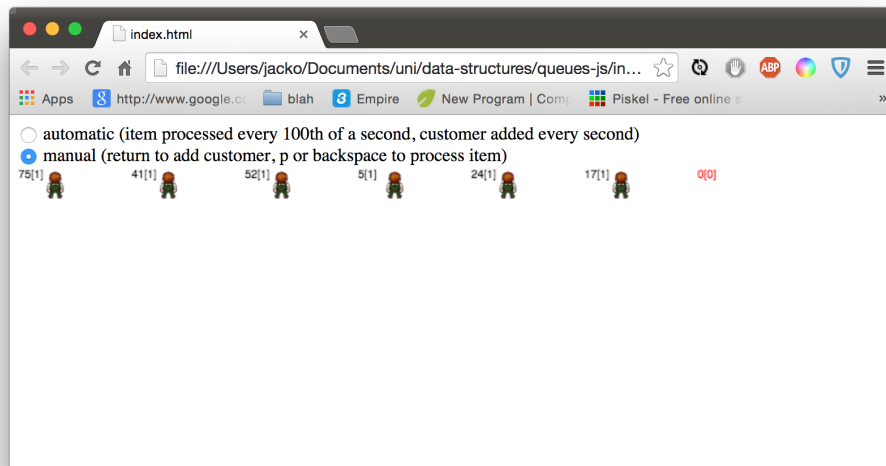 index.html
file:///Users/jacko/Documents/uni/data-structures/queues-js/in...
ABP
Apps http://www.google.c blah Empire New Program | Com Piskel - Free online s »
automatic (item processed every 100th of a second, customer added every second)
manual (return to add customer, p or backspace to process item)
75[1] 41[1] 52[1] 5[1] 24[1] 17[1] 0[0]